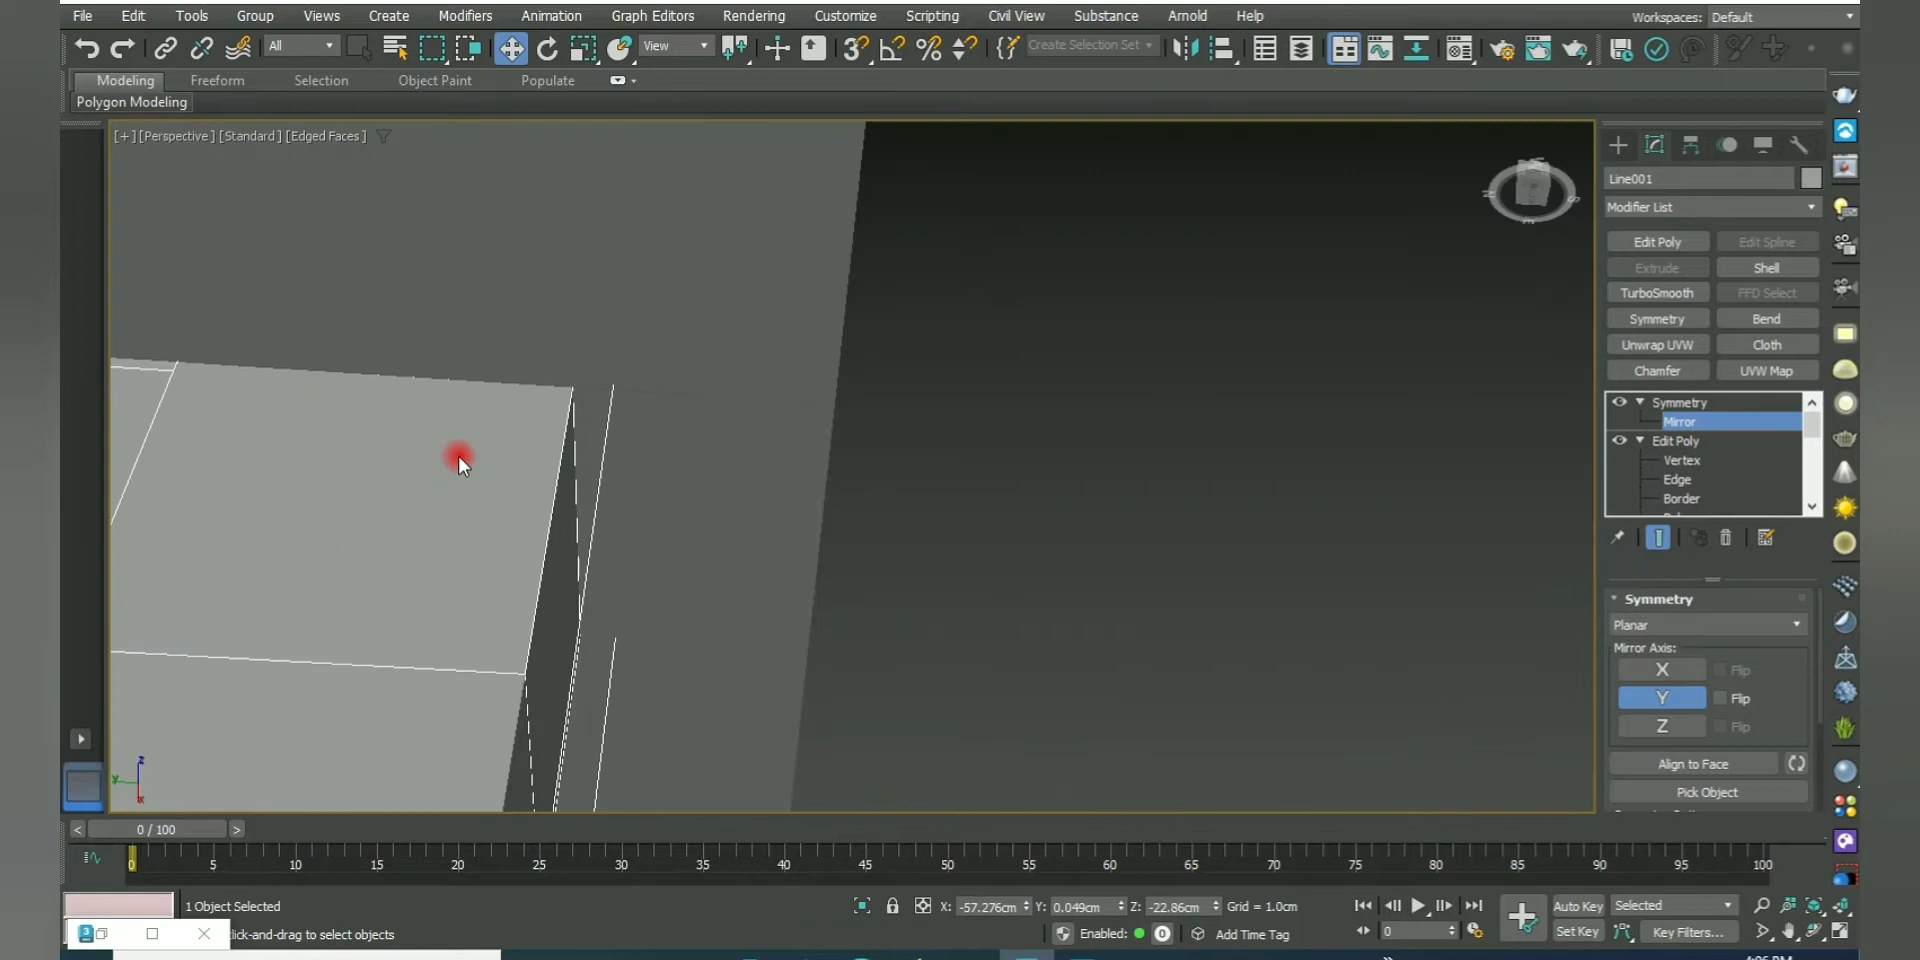 File Edit Tools Group Views Create Modifiers Animation Graph Editors Rendering Customize Scripting Civil View Substance Arnold Help Workspaces: Default
All View Create Selection Set
Modeling Freeform Selection Object Paint Populate
Polygon Modeling
[+] [Perspective ] [Standard ] [Edged Faces ]
Line001
Modifier List
Edit Poly Edit Spline
Extrude Shell
TurboSmooth FFD Select
Symmetry Bend
Unwrap UVW Cloth
Chamfer UVW Map
Symmetry
Mirror
Edit Poly
Vertex
Edge
Border
Symmetry
Planar
Mirror Axis:
X Flip
Y Flip
Z Flip
Align to Face
Pick Object
z
y
x
< 0 / 100 >
0 5 10 15 20 25 30 35 40 45 50 55 60 65 70 75 80 85 90 95 100
1 Object Selected X: -57.276cm Y: 0.049cm Z: -22.86cm Grid = 1.0cm Auto Key Selected
click-and-drag to select objects Enabled: 0 Add Time Tag 0 Set Key Key Filters...